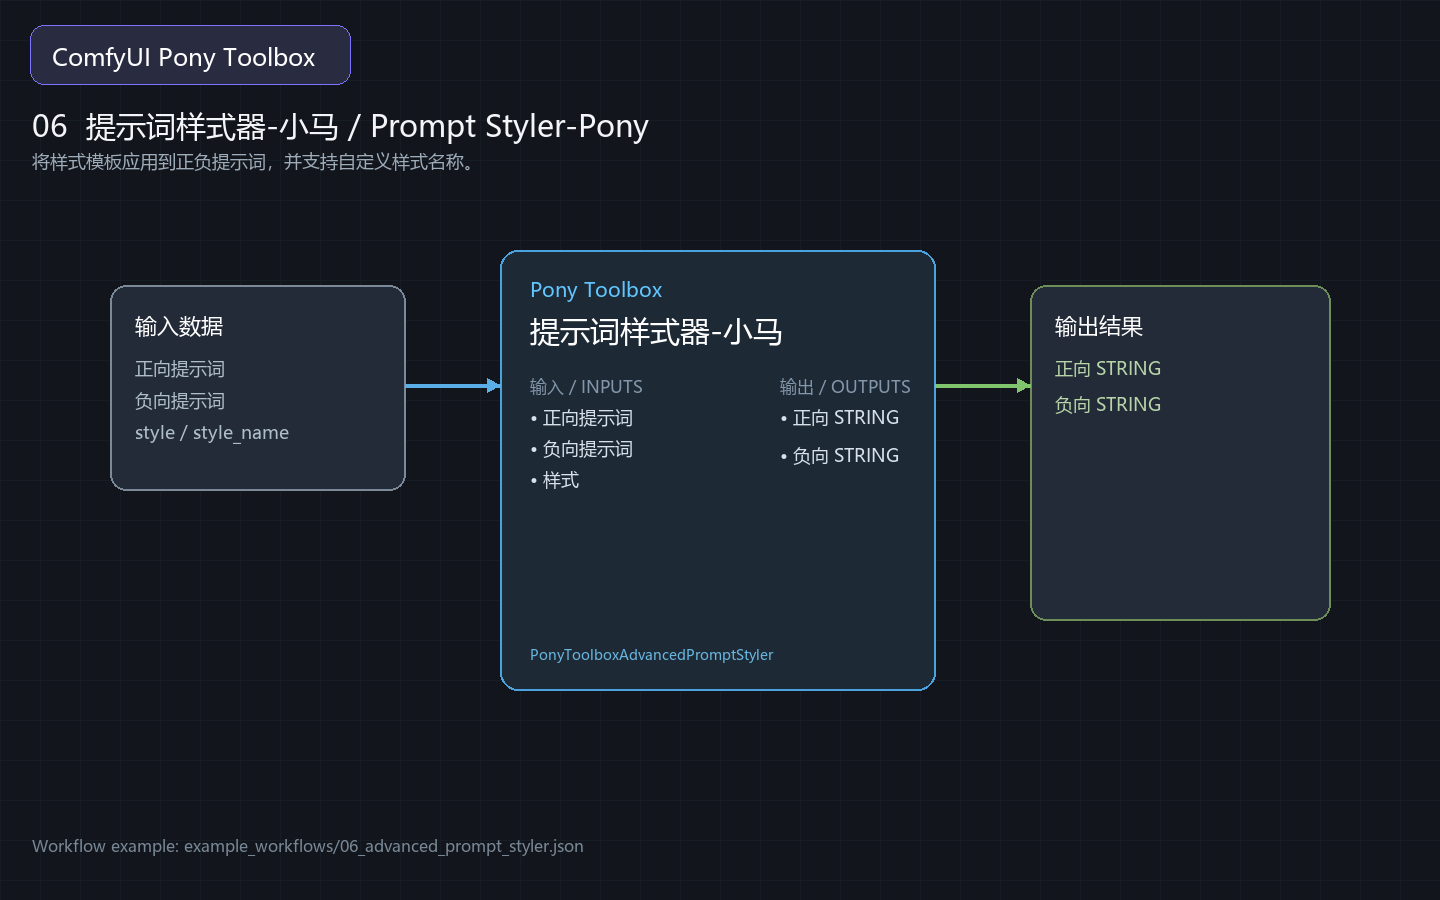 ComfyUI Pony Toolbox
06 提示词样式器-小马 / Prompt Styler-Pony
将样式模板应用到正负提示词，并支持自定义样式名称。
输入数据
正向提示词
负向提示词
style / style_name
Pony Toolbox
提示词样式器-小马
输入 / INPUTS
• 正向提示词
• 负向提示词
• 样式
输出 / OUTPUTS
• 正向 STRING
• 负向 STRING
PonyToolboxAdvancedPromptStyler
输出结果
正向 STRING
负向 STRING
Workflow example: example_workflows/06_advanced_prompt_styler.json